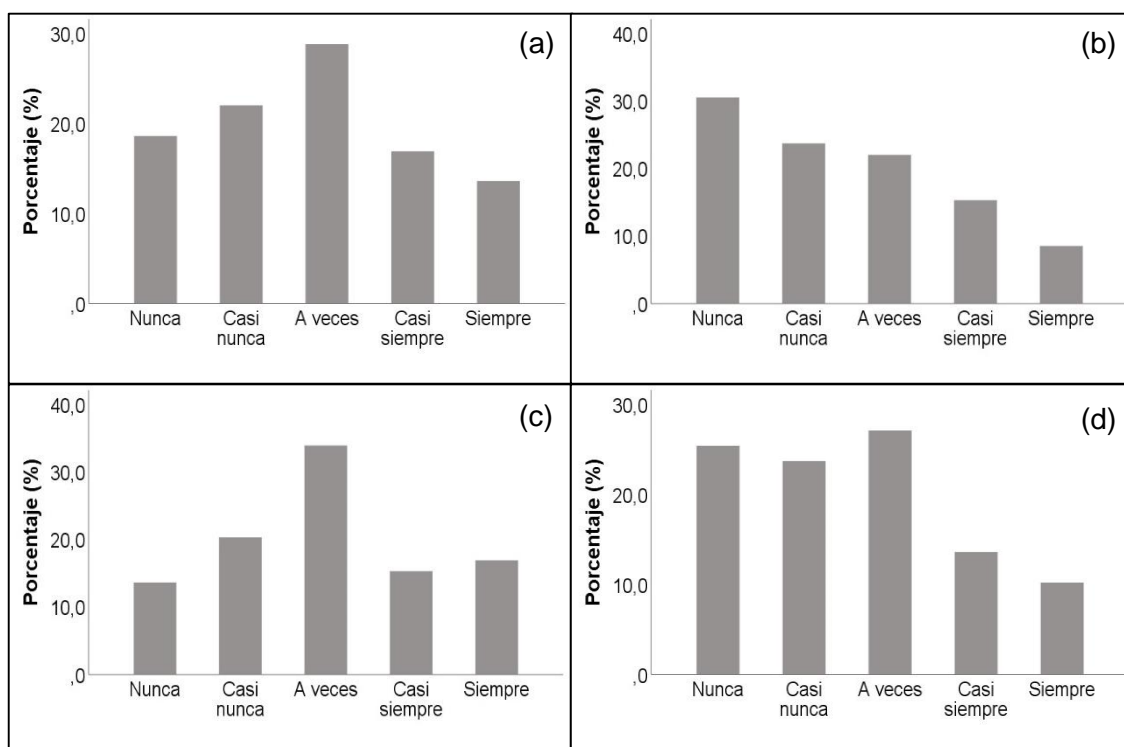 (a)
Porcentaje (%)
30,0
20,0
10,0
,0
Nunca
Casi
nunca
A veces
Casi
siempre
Siempre
(b)
Porcentaje (%)
40,0
30,0
20,0
10,0
,0
Nunca
Casi
nunca
A veces
Casi
siempre
Siempre
(c)
Porcentaje (%)
40,0
30,0
20,0
10,0
,0
Nunca
Casi
nunca
A veces
Casi
siempre
Siempre
(d)
Porcentaje (%)
30,0
20,0
10,0
,0
Nunca
Casi
nunca
A veces
Casi
siempre
Siempre